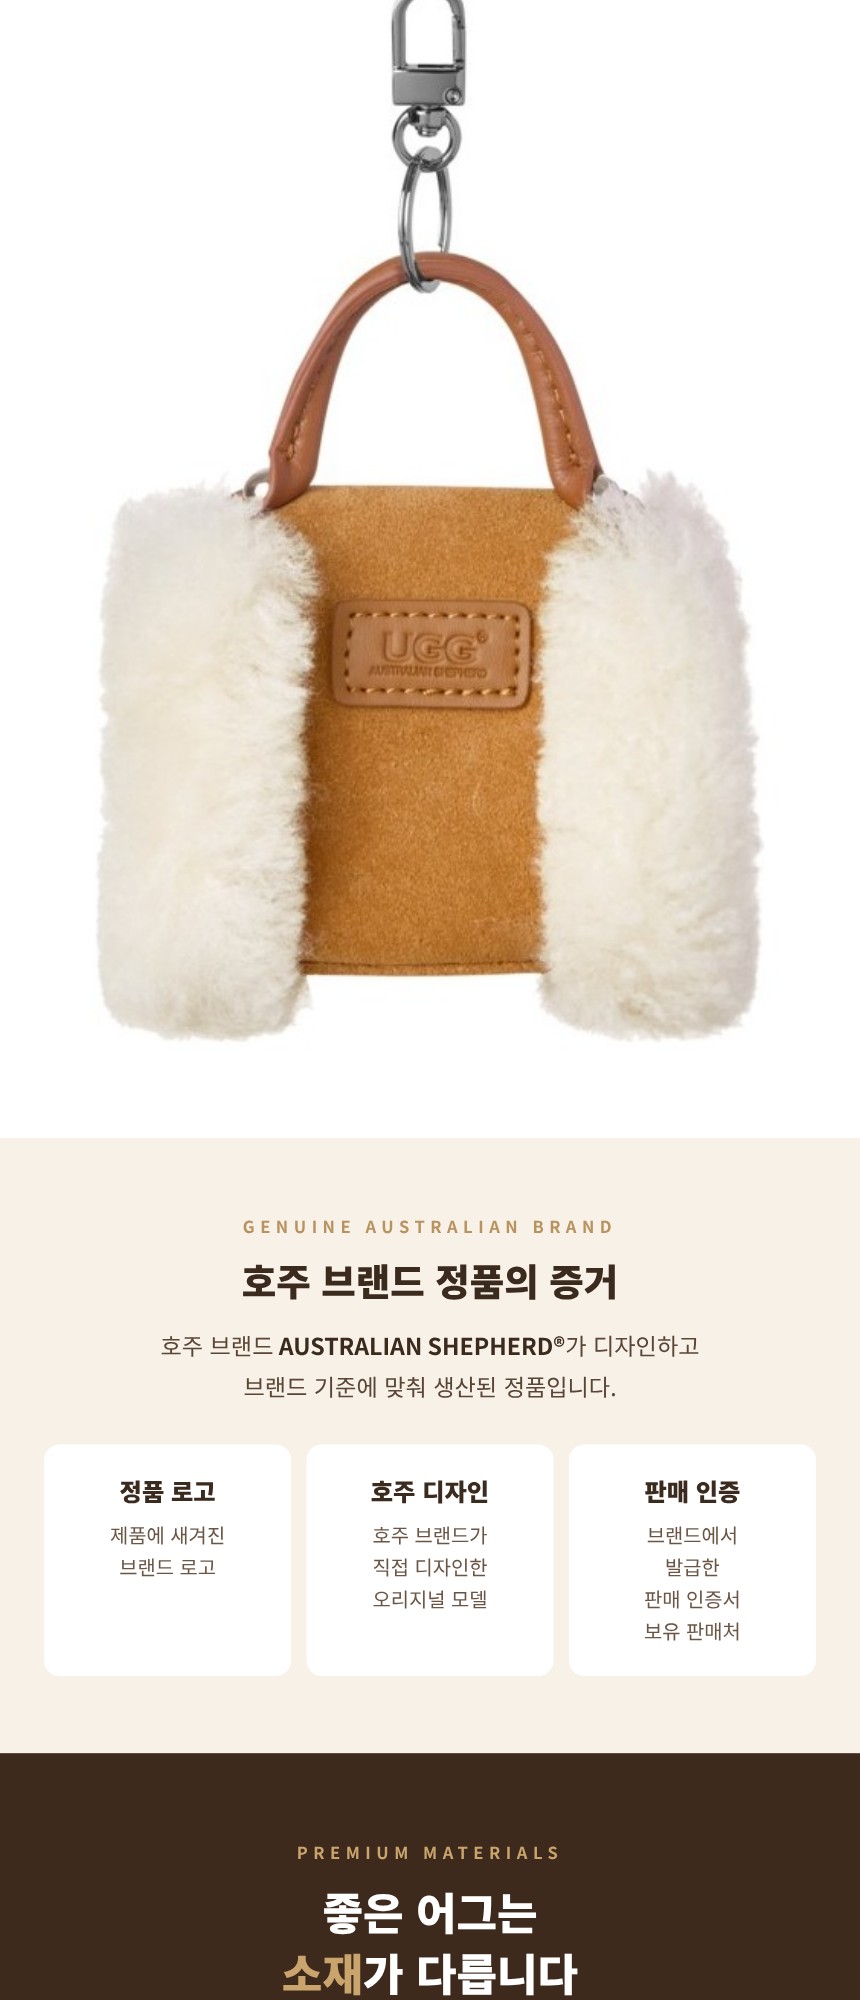 UGG®
AUSTRALIAN SHEPHERD
GENUINE AUSTRALIAN BRAND
호주 브랜드 정품의 증거
호주 브랜드 AUSTRALIAN SHEPHERD®가 디자인하고
브랜드 기준에 맞춰 생산된 정품입니다.
정품 로고
제품에 새겨진
브랜드 로고
호주 디자인
호주 브랜드가
직접 디자인한
오리지널 모델
판매 인증
브랜드에서
발급한
판매 인증서
보유 판매처
PREMIUM MATERIALS
좋은 어그는
소재가 다릅니다